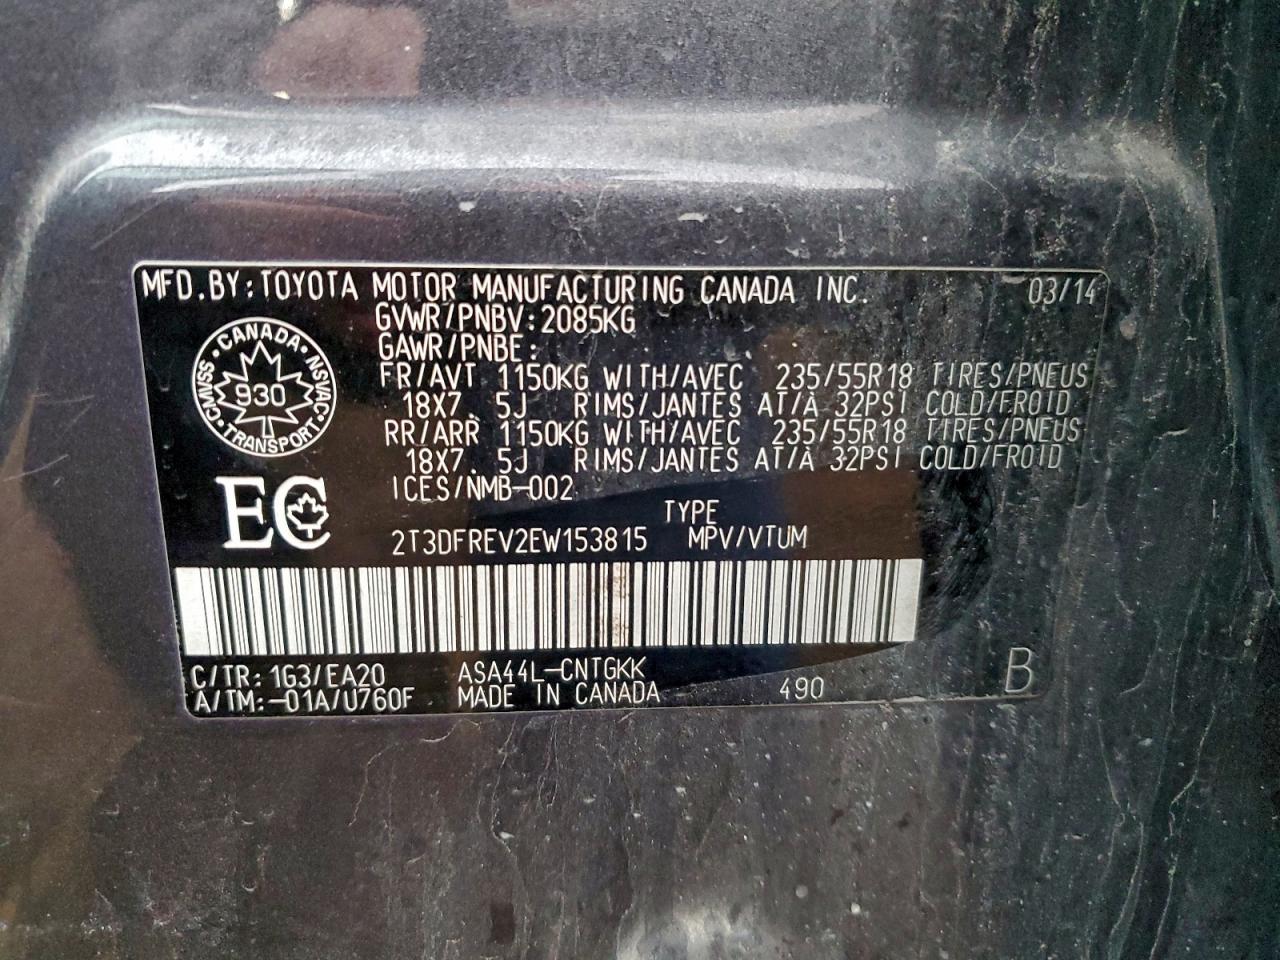 MFD.BY:TOYOTA MOTOR MANUFACTURING CANADA INC. 03/14
GVWR/PNBV:2085KG
GAWR/PNBE:
FR/AVT 1150KG WITH/AVEC 235/55R18 TIRES/PNEUS
18X7.5J RIMS/JANTES AT/À 32PSI COLD/FROID
RR/ARR 1150KG WITH/AVEC 235/55R18 TIRES/PNEUS
18X7.5J RIMS/JANTES AT/À 32PSI COLD/FROID
ICES/NMB-002
CANADA
CMVSS 930 NSVAC
TRANSPORT
EC
TYPE
2T3DFREV2EW153815 MPV/VTUM
C/TR: 1G3/EA20 ASA44L-CNTGKK
A/TM:-01A/U760F MADE IN CANADA 490 B